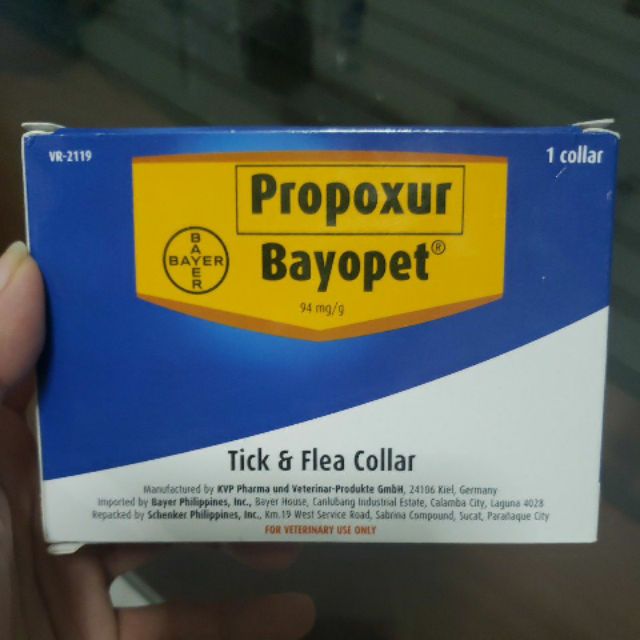 VR-2119
1 collar
Propoxur
BAYER
BAYER
Bayopet®
94 mg/g
Tick & Flea Collar
Manufactured by KVP Pharma und Veterinar-Produkte GmbH, 24106 Kiel, Germany
Imported by Bayer Philippines, Inc., Bayer House, Canlubang Industrial Estate, Calamba City, Laguna 4028
Repacked by Schenker Philippines, Inc., Km.19 West Service Road, Sabrina Compound, Sucat, Parañaque City
FOR VETERINARY USE ONLY